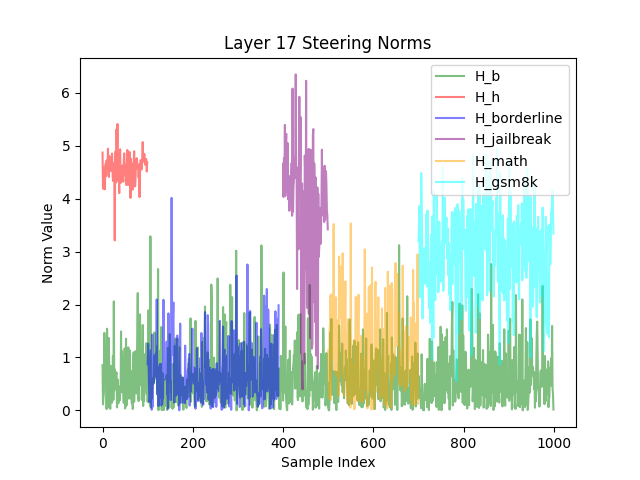 Layer 17 Steering Norms
H_b
H_h
H_borderline
H_jailbreak
H_math
H_gsm8k
6
5
4
3
2
1
0
Norm Value
0 200 400 600 800 1000
Sample Index